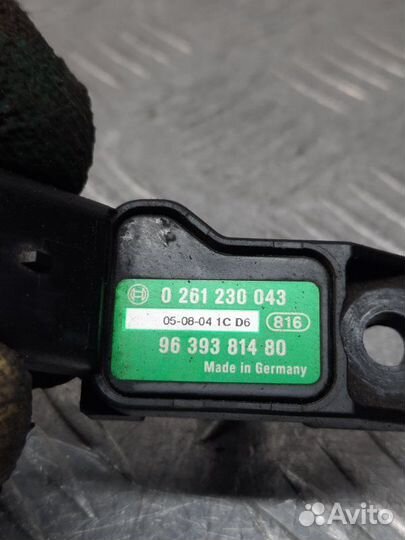 0 261 230 043
05-08-04 1C D6
816
96 393 814 80
Made in Germany
Avito